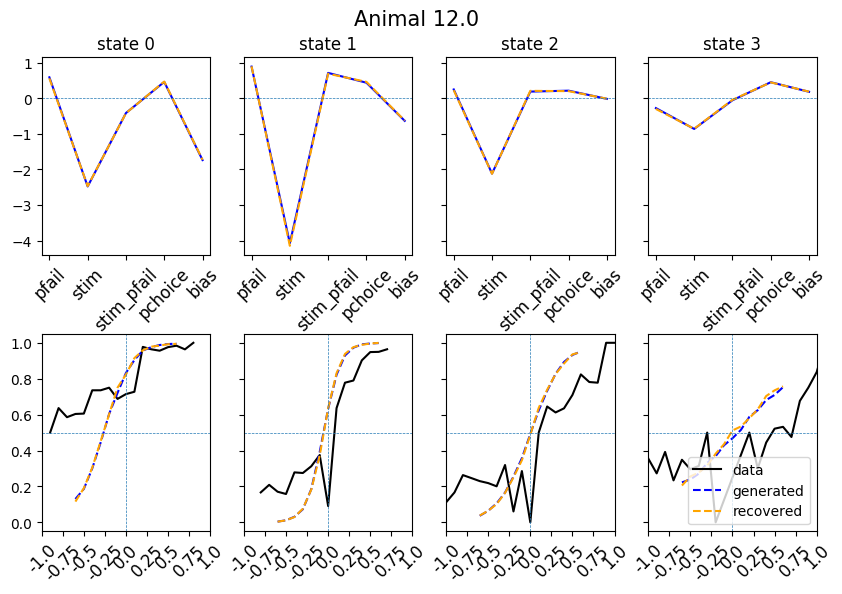 Animal 12.0
state 0
state 1
state 2
state 3
1
0
−1
−2
−3
−4
pfail
stim
stim_pfail
pchoice
bias
pfail
stim
stim_pfail
pchoice
bias
pfail
stim
stim_pfail
pchoice
bias
pfail
stim
stim_pfail
pchoice
bias
1.0
0.8
0.6
0.4
0.2
0.0
data
generated
recovered
-1.0
-0.75
-0.5
-0.25
0.0
0.25
0.5
0.75
1.0
-1.0
-0.75
-0.5
-0.25
0.0
0.25
0.5
0.75
1.0
-1.0
-0.75
-0.5
-0.25
0.0
0.25
0.5
0.75
1.0
-1.0
-0.75
-0.5
-0.25
0.0
0.25
0.5
0.75
1.0